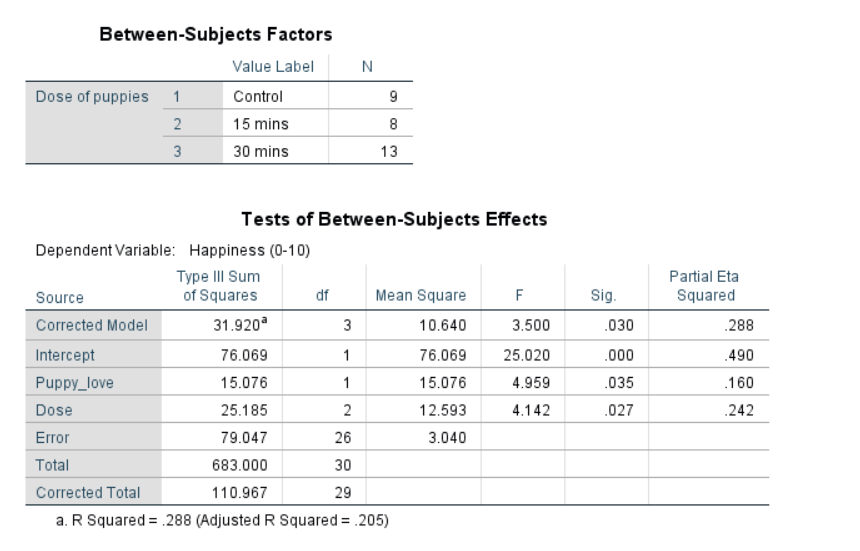 Between-Subjects Factors
Value Label N
Dose of puppies 1 Control 9
2 15 mins 8
3 30 mins 13
Tests of Between-Subjects Effects
Dependent Variable: Happiness (0-10)
Source Type III Sum of Squares df Mean Square F Sig. Partial Eta Squared
Corrected Model 31.920a 3 10.640 3.500 .030 .288
Intercept 76.069 1 76.069 25.020 .000 .490
Puppy_love 15.076 1 15.076 4.959 .035 .160
Dose 25.185 2 12.593 4.142 .027 .242
Error 79.047 26 3.040
Total 683.000 30
Corrected Total 110.967 29
a. R Squared = .288 (Adjusted R Squared = .205)